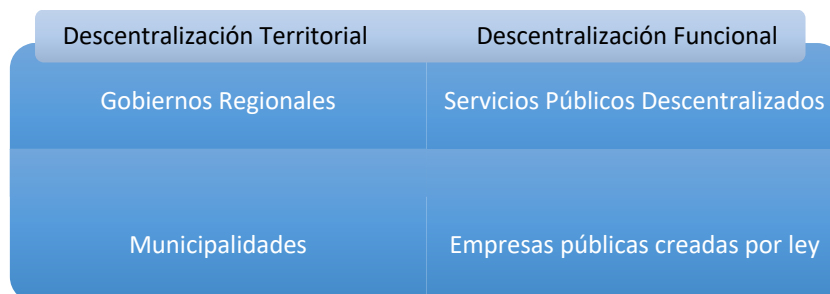 Descentralización Territorial
Descentralización Funcional
Gobiernos Regionales
Servicios Públicos Descentralizados
Municipalidades
Empresas públicas creadas por ley